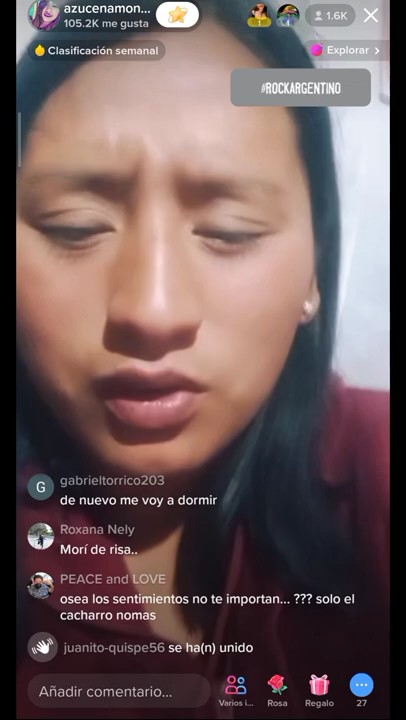 azucenamon...
105.2K me gusta
1.6K
Clasificación semanal
Explorar >
#ROCKARGENTINO
G
gabrieltorrico203
de nuevo me voy a dormir
Roxana Nely
Morí de risa..
PEACE and LOVE
osea los sentimientos no te importan... ??? solo el
cacharro nomas
juanito-quispe56 se ha(n) unido
Añadir comentario...
Varios i...
Rosa
Regalo
27